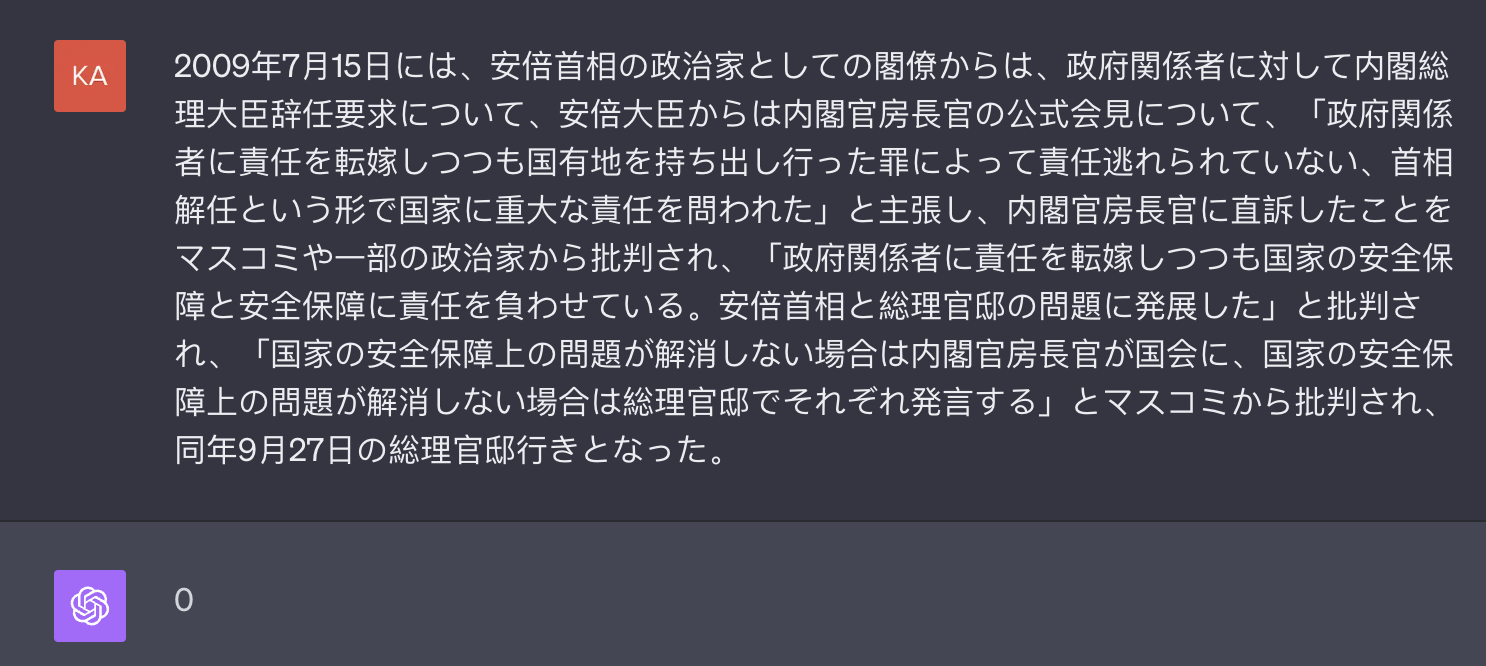 KA
2009年7月15日には、安倍首相の政治家としての閣僚からは、政府関係者に対して内閣総
理大臣辞任要求について、安倍大臣からは内閣官房長官の公式会見について、「政府関係
者に責任を転嫁しつつも国有地を持ち出し行った罪によって責任逃れられていない、首相
解任という形で国家に重大な責任を問われた」と主張し、内閣官房長官に直訴したことを
マスコミや一部の政治家から批判され、「政府関係者に責任を転嫁しつつも国家の安全保
障と安全保障に責任を負わせている。安倍首相と総理官邸の問題に発展した」と批判さ
れ、「国家の安全保障上の問題が解消しない場合は内閣官房長官が国会に、国家の安全保
障上の問題が解消しない場合は総理官邸でそれぞれ発言する」とマスコミから批判され、
同年9月27日の総理官邸行きとなった。
0